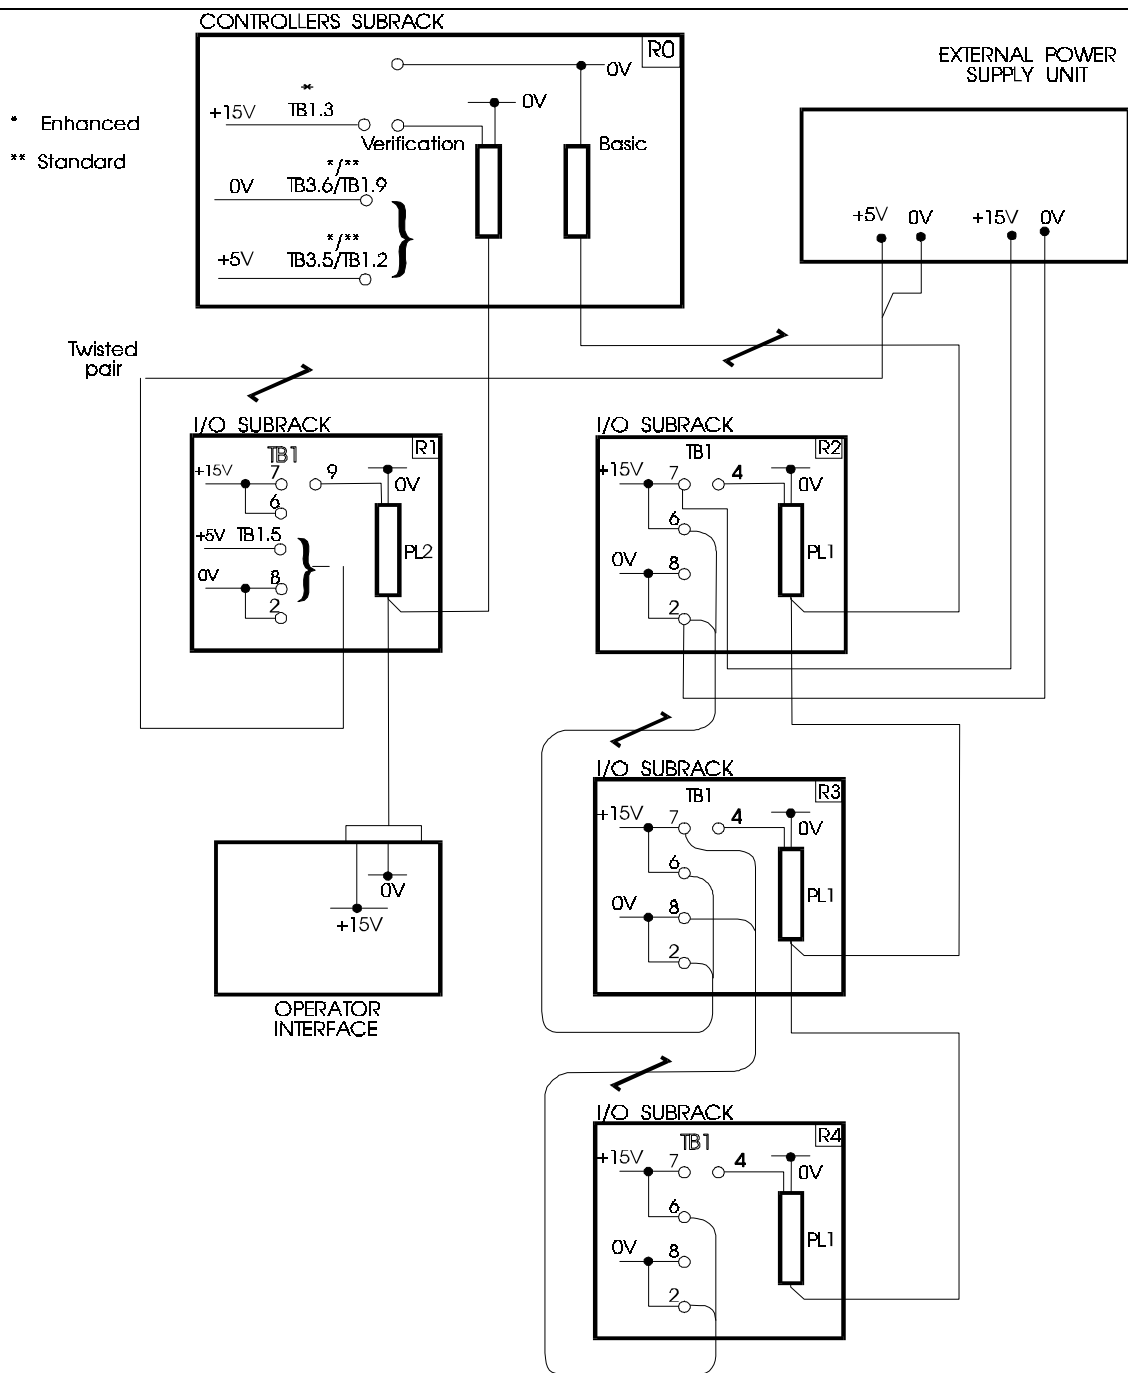 CONTROLLERS SUBRACK
R0
0V
EXTERNAL POWER
SUPPLY UNIT
* Enhanced
** Standard
*
+15V TB1.3
0V
Verification
Basic
*/**
0V TB3.6/TB1.9
*/**
+5V TB3.5/TB1.2
+5V 0V +15V 0V
Twisted
pair
I/O SUBRACK
R1
TB1
+15V 7 9
0V
6
+5V TB1.5
PL2
0V 8
2
I/O SUBRACK
R2
TB1
+15V 7 4
0V
6
PL1
0V 8
2
I/O SUBRACK
R3
TB1
+15V 7 4
0V
6
PL1
0V 8
2
0V
+15V
OPERATOR
INTERFACE
I/O SUBRACK
R4
TB1
+15V 7 4
0V
6
PL1
0V 8
2